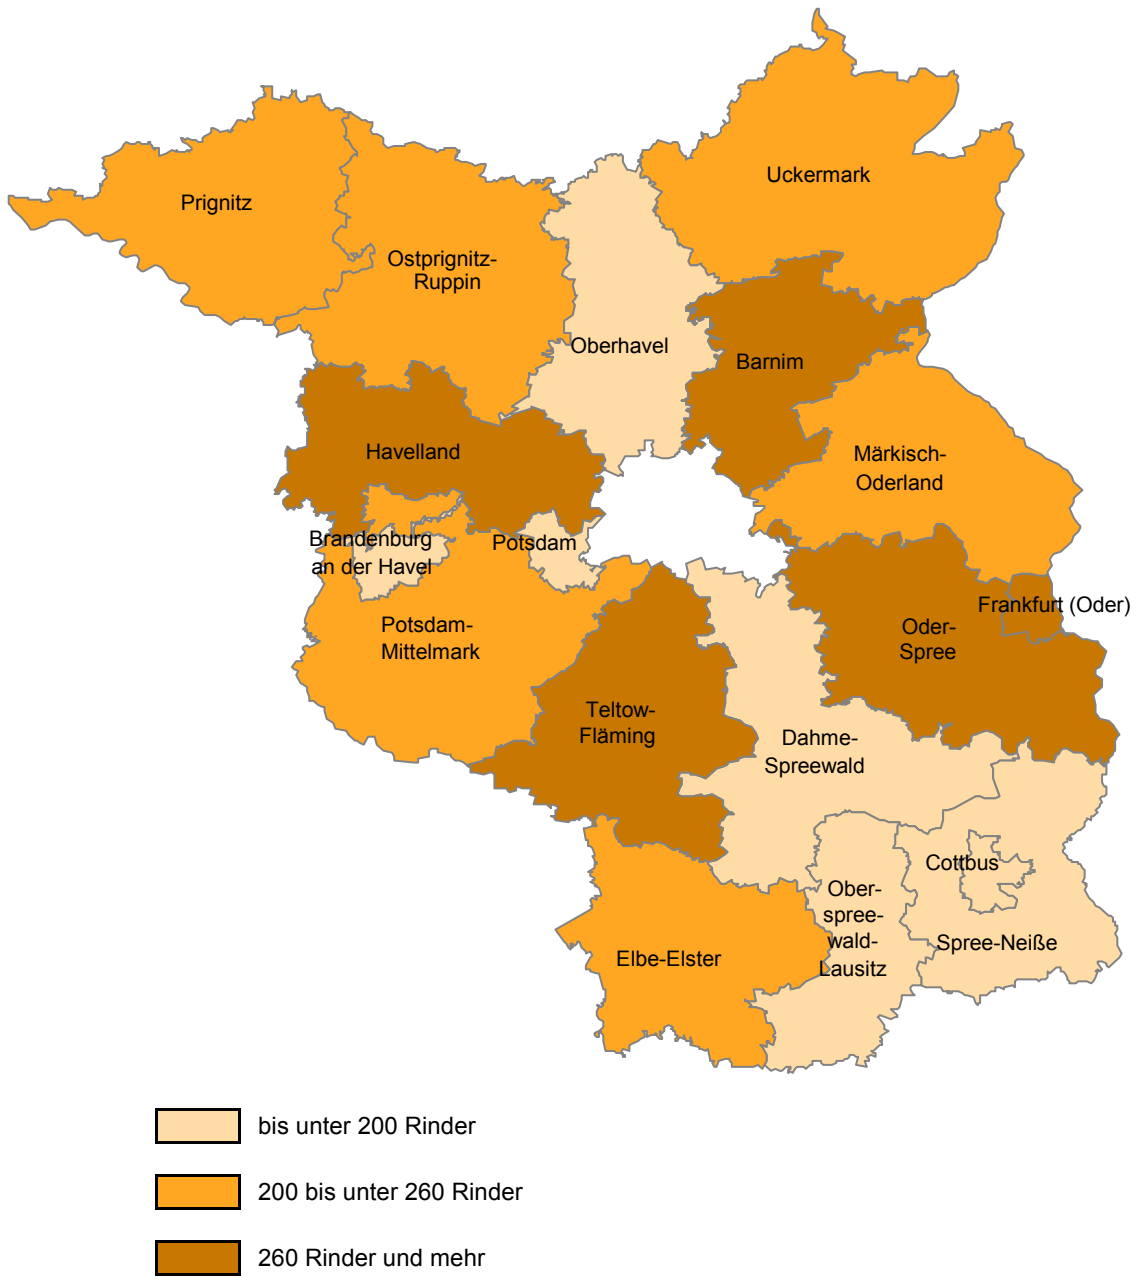 Uckermark
Prignitz
Ostprignitz-
Ruppin
Oberhavel
Barnim
Havelland
Märkisch-
Oderland
Brandenburg
an der Havel
Potsdam
Frankfurt (Oder)
Potsdam-
Mittelmark
Oder-
Spree
Teltow-
Fläming
Dahme-
Spreewald
Cottbus
Ober-
spree-
wald-
Lausitz
Spree-Neiße
Elbe-Elster
bis unter 200 Rinder
200 bis unter 260 Rinder
260 Rinder und mehr